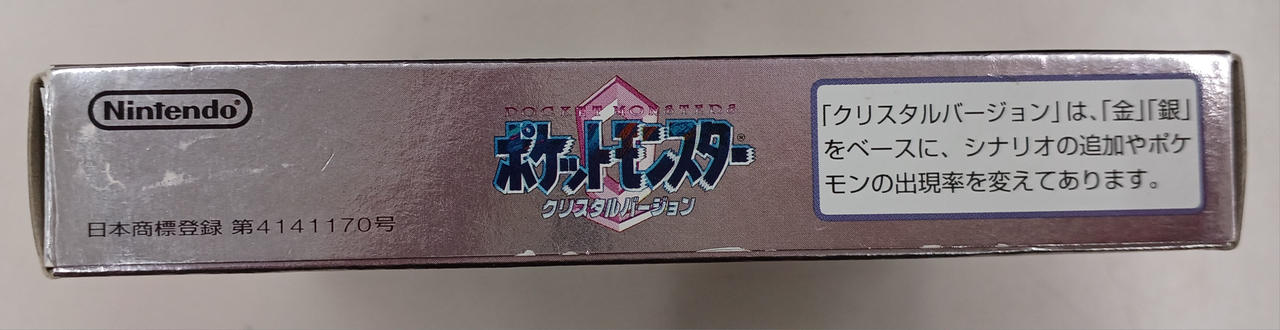 Nintendo®
日本商標登録 第4141170号
POCKET MONSTERS
ポケットモンスター®
クリスタルバージョン
「クリスタルバージョン」は、「金」「銀」
をベースに、シナリオの追加やポケ
モンの出現率を変えてあります。